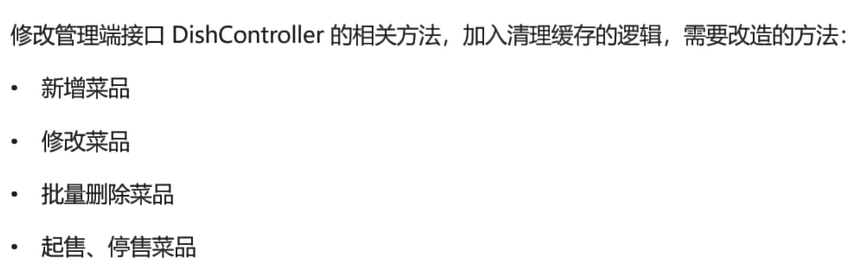 修改管理端接口 DishController 的相关方法，加入清理缓存的逻辑，需要改造的方法：
• 新增菜品
• 修改菜品
• 批量删除菜品
• 起售、停售菜品